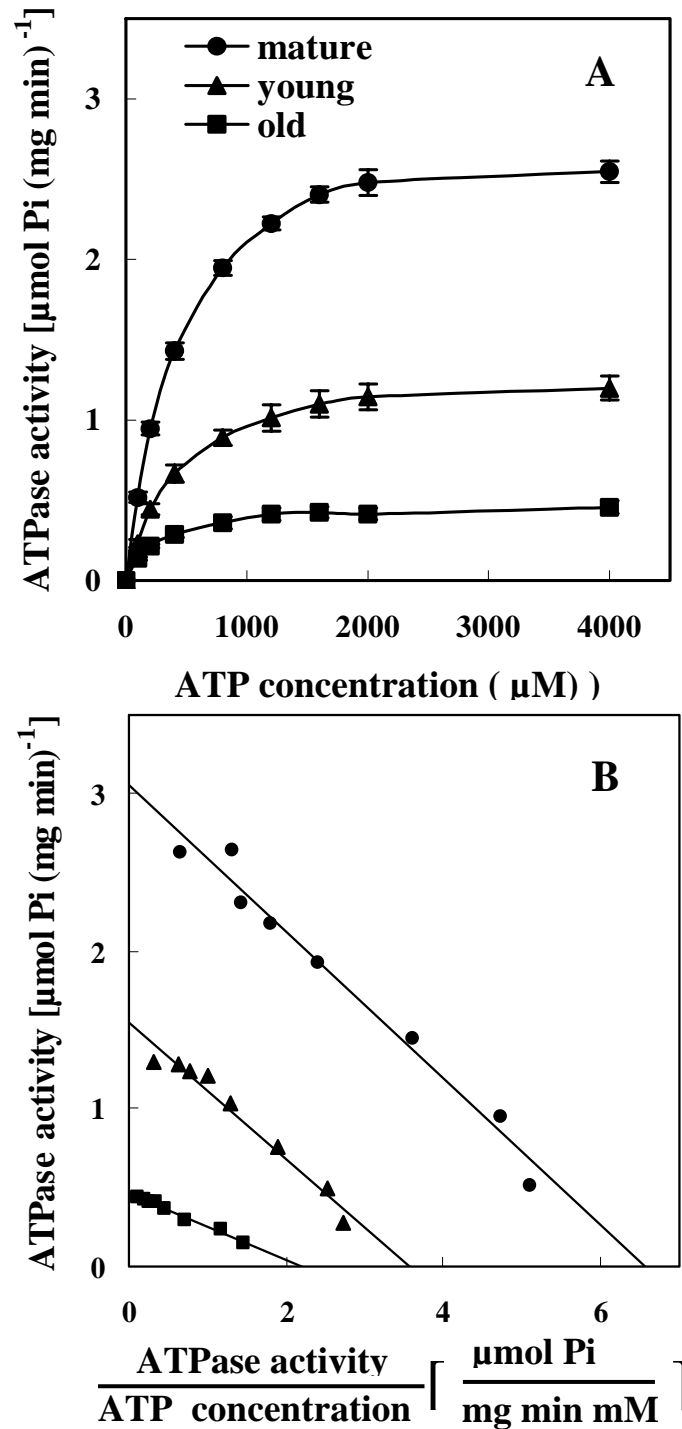 mature
young
old
A
ATPase activity [µmol Pi (mg min)-1
3
2
1
0
0 1000 2000 3000 4000
ATP concentration ( µM) )
B
ATPase activity [µmol Pi (mg min)-1
3
2
1
0
0 2 4 6
ATPase activity
ATP concentration
[
µmol Pi
mg min mM
]